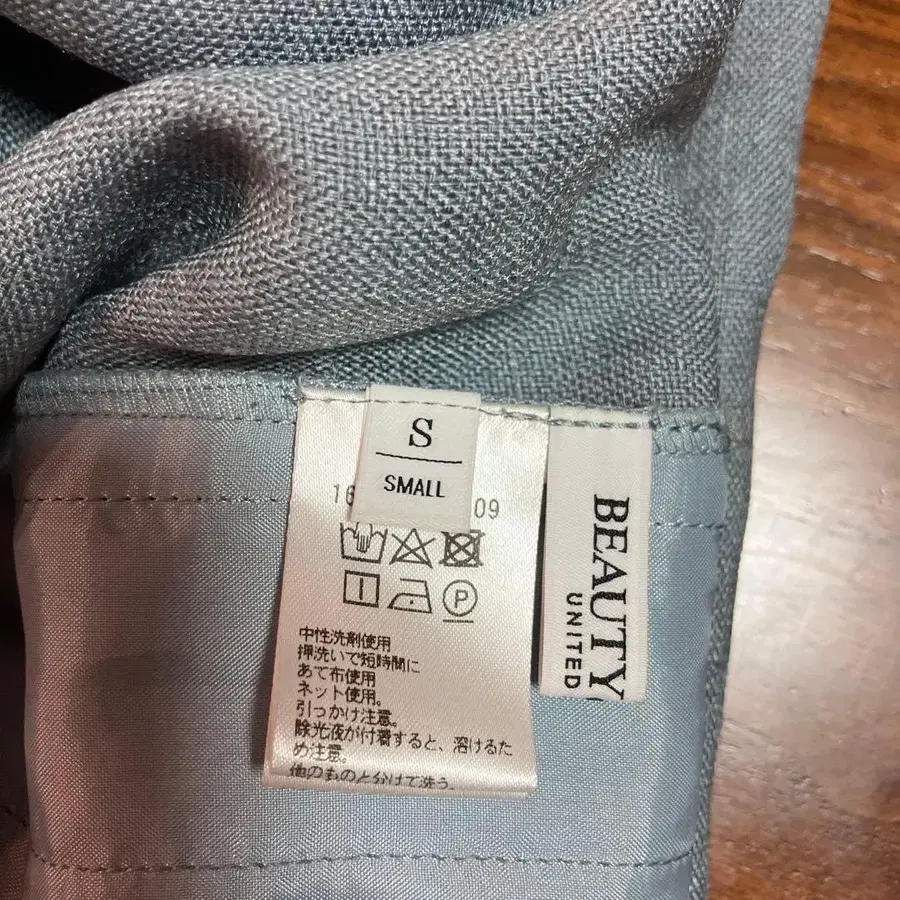 S
SMALL
16
09
P
中性洗剤使用
押洗いで短時間に
あて布使用
ネット使用。
引っかけ注意。
除光液が付着すると、溶けるた
め注意。
他のものと分けて洗う。
BEAUTY
UNITED